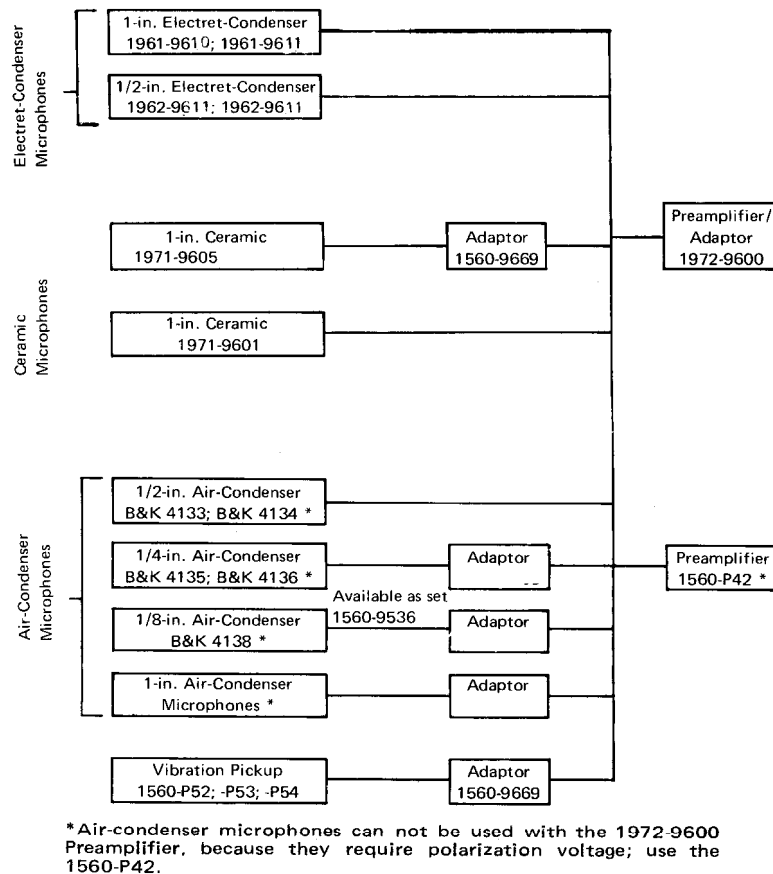 Electret-Condenser
Microphones
1-in. Electret-Condenser
1961-9610; 1961-9611
1/2-in. Electret-Condenser
1962-9611; 1962-9611
Ceramic
Microphones
1-in. Ceramic
1971-9605
Adaptor
1560-9669
Preamplifier/
Adaptor
1972-9600
1-in. Ceramic
1971-9601
Air-Condenser
Microphones
1/2-in. Air-Condenser
B&K 4133; B&K 4134 *
1/4-in. Air-Condenser
B&K 4135; B&K 4136 *
Adaptor
Preamplifier
1560-P42 *
Available as set
1560-9536
1/8-in. Air-Condenser
B&K 4138 *
Adaptor
1-in. Air-Condenser
Microphones *
Adaptor
Vibration Pickup
1560-P52; -P53; -P54
Adaptor
1560-9669
*Air-condenser microphones can not be used with the 1972-9600
Preamplifier, because they require polarization voltage; use the
1560-P42.